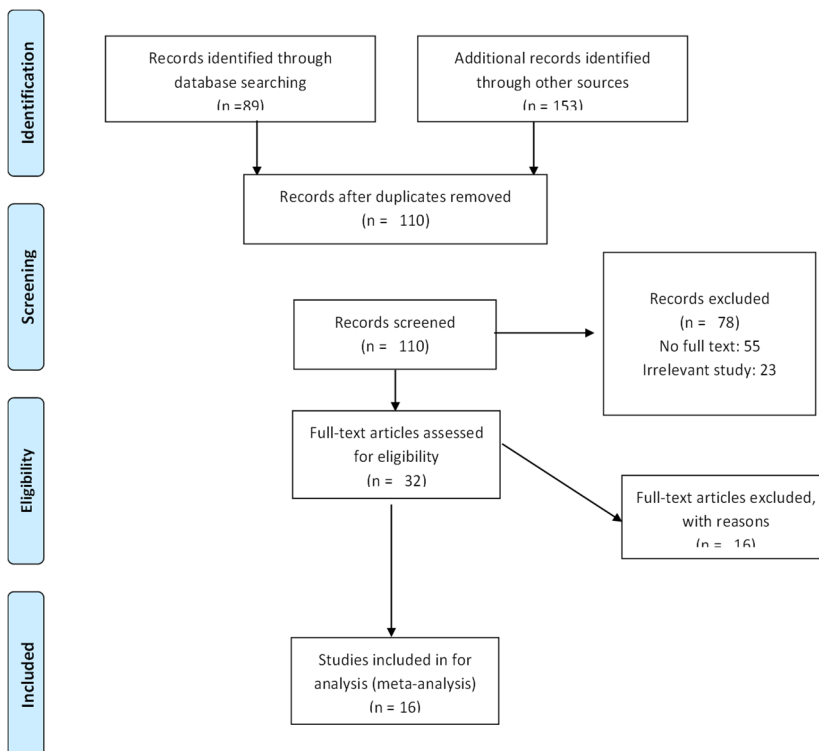 Identification
Records identified through
database searching
(n =89)
Additional records identified
through other sources
(n = 153)
Records after duplicates removed
(n = 110)
Screening
Records screened
(n = 110)
Records excluded
(n = 78)
No full text: 55
Irrelevant study: 23
Eligibility
Full-text articles assessed
for eligibility
(n = 32)
Full-text articles excluded,
with reasons
(n = 16)
Included
Studies included in for
analysis (meta-analysis)
(n = 16)